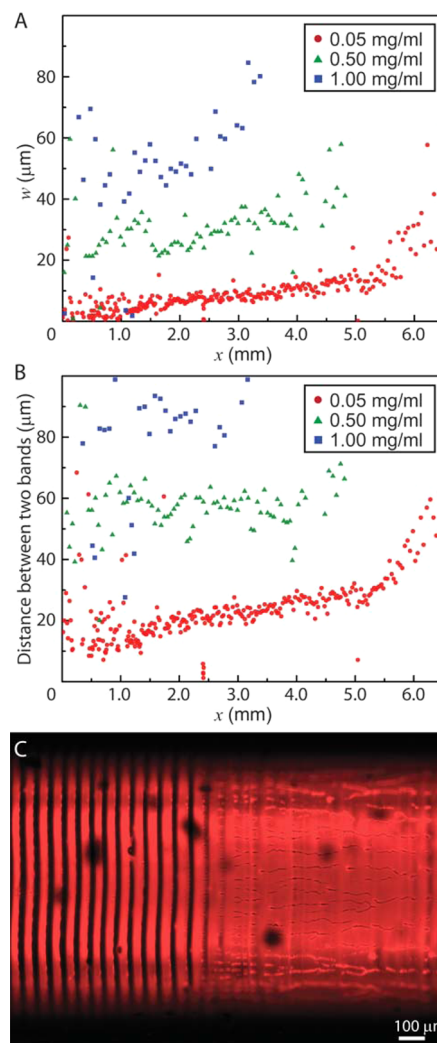 A
0.05 mg/ml
0.50 mg/ml
1.00 mg/ml
80
60
40
20
w (μm)
0 1.0 2.0 3.0 4.0 5.0 6.0
x (mm)
B
0.05 mg/ml
0.50 mg/ml
1.00 mg/ml
80
60
40
20
0
Distance between two bands (μm)
0 1.0 2.0 3.0 4.0 5.0 6.0
x (mm)
C
100 μm